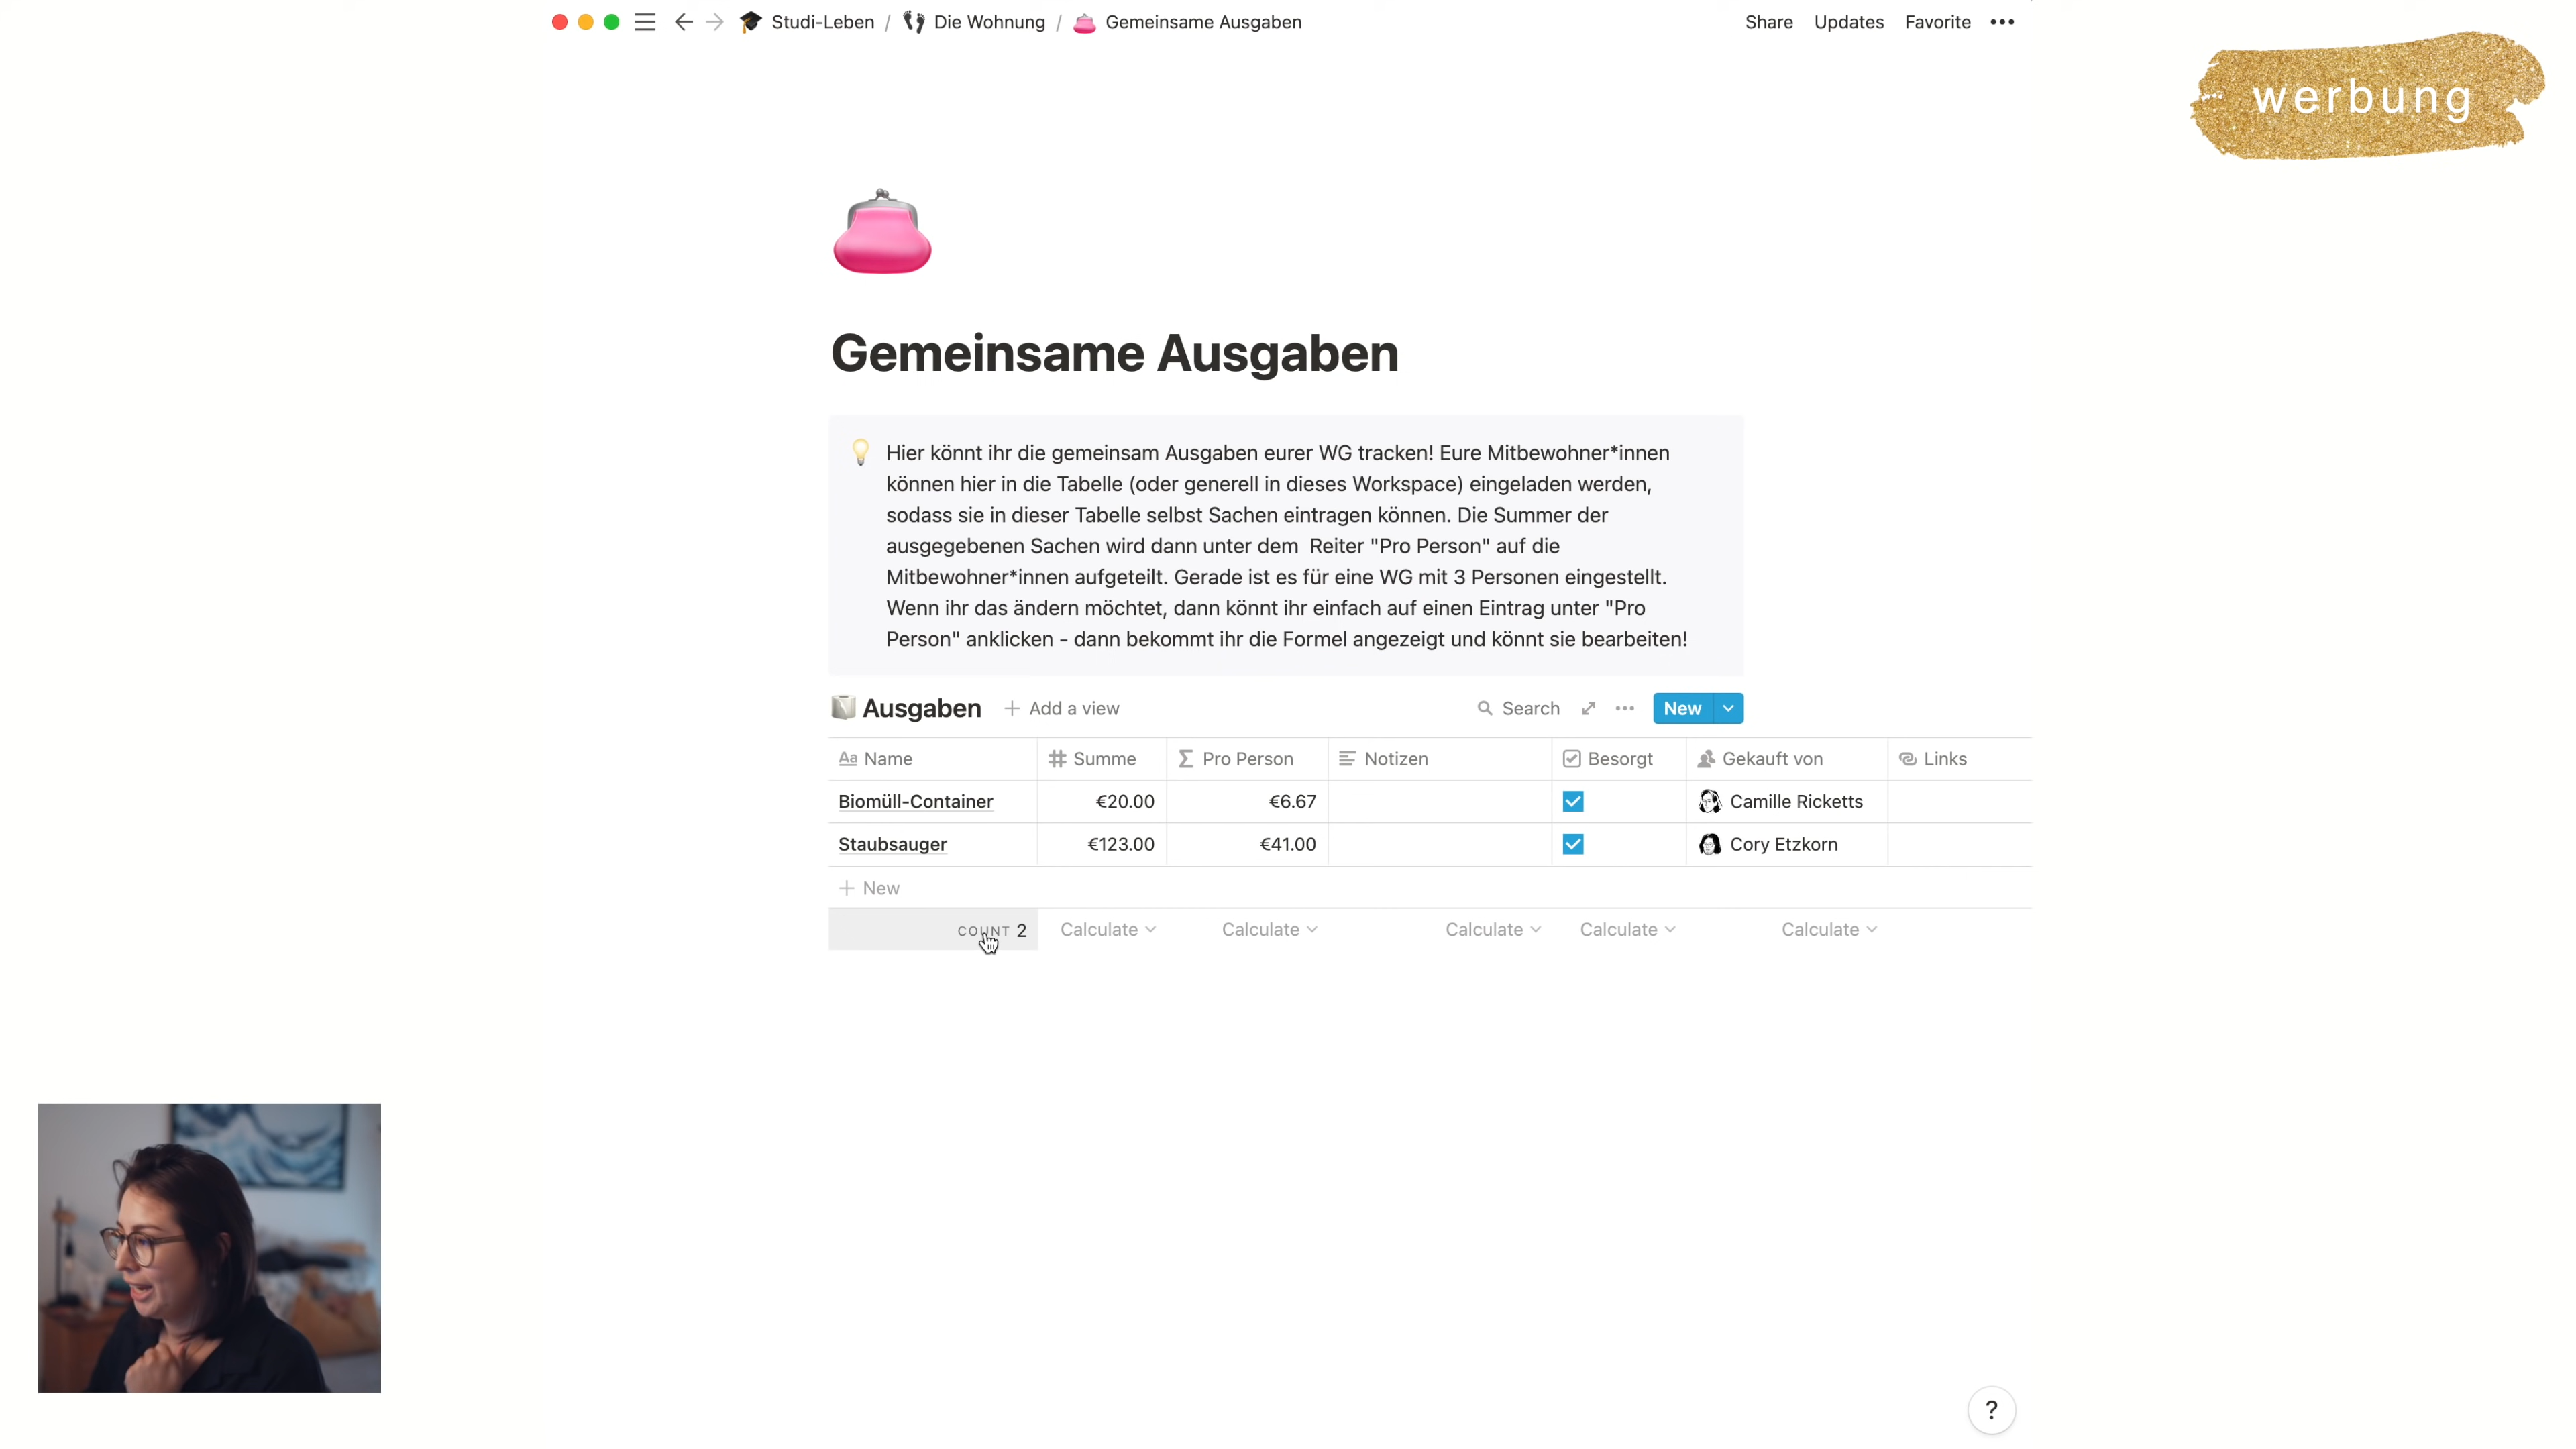 Studi-Leben / Die Wohnung / Gemeinsame Ausgaben
Share Updates Favorite •••
werbung
Gemeinsame Ausgaben
Hier könnt ihr die gemeinsam Ausgaben eurer WG tracken! Eure Mitbewohner*innen
können hier in die Tabelle (oder generell in dieses Workspace) eingeladen werden,
sodass sie in dieser Tabelle selbst Sachen eintragen können. Die Summer der
ausgegebenen Sachen wird dann unter dem  Reiter "Pro Person" auf die
Mitbewohner*innen aufgeteilt. Gerade ist es für eine WG mit 3 Personen eingestellt.
Wenn ihr das ändern möchtet, dann könnt ihr einfach auf einen Eintrag unter "Pro
Person" anklicken - dann bekommt ihr die Formel angezeigt und könnt sie bearbeiten!
Ausgaben + Add a view Search ••• New
Aa Name # Summe Σ Pro Person Notizen Besorgt Gekauft von Links
Biomüll-Container €20.00 €6.67 Camille Ricketts
Staubsauger €123.00 €41.00 Cory Etzkorn
+ New
COUNT 2 Calculate Calculate Calculate Calculate Calculate
?